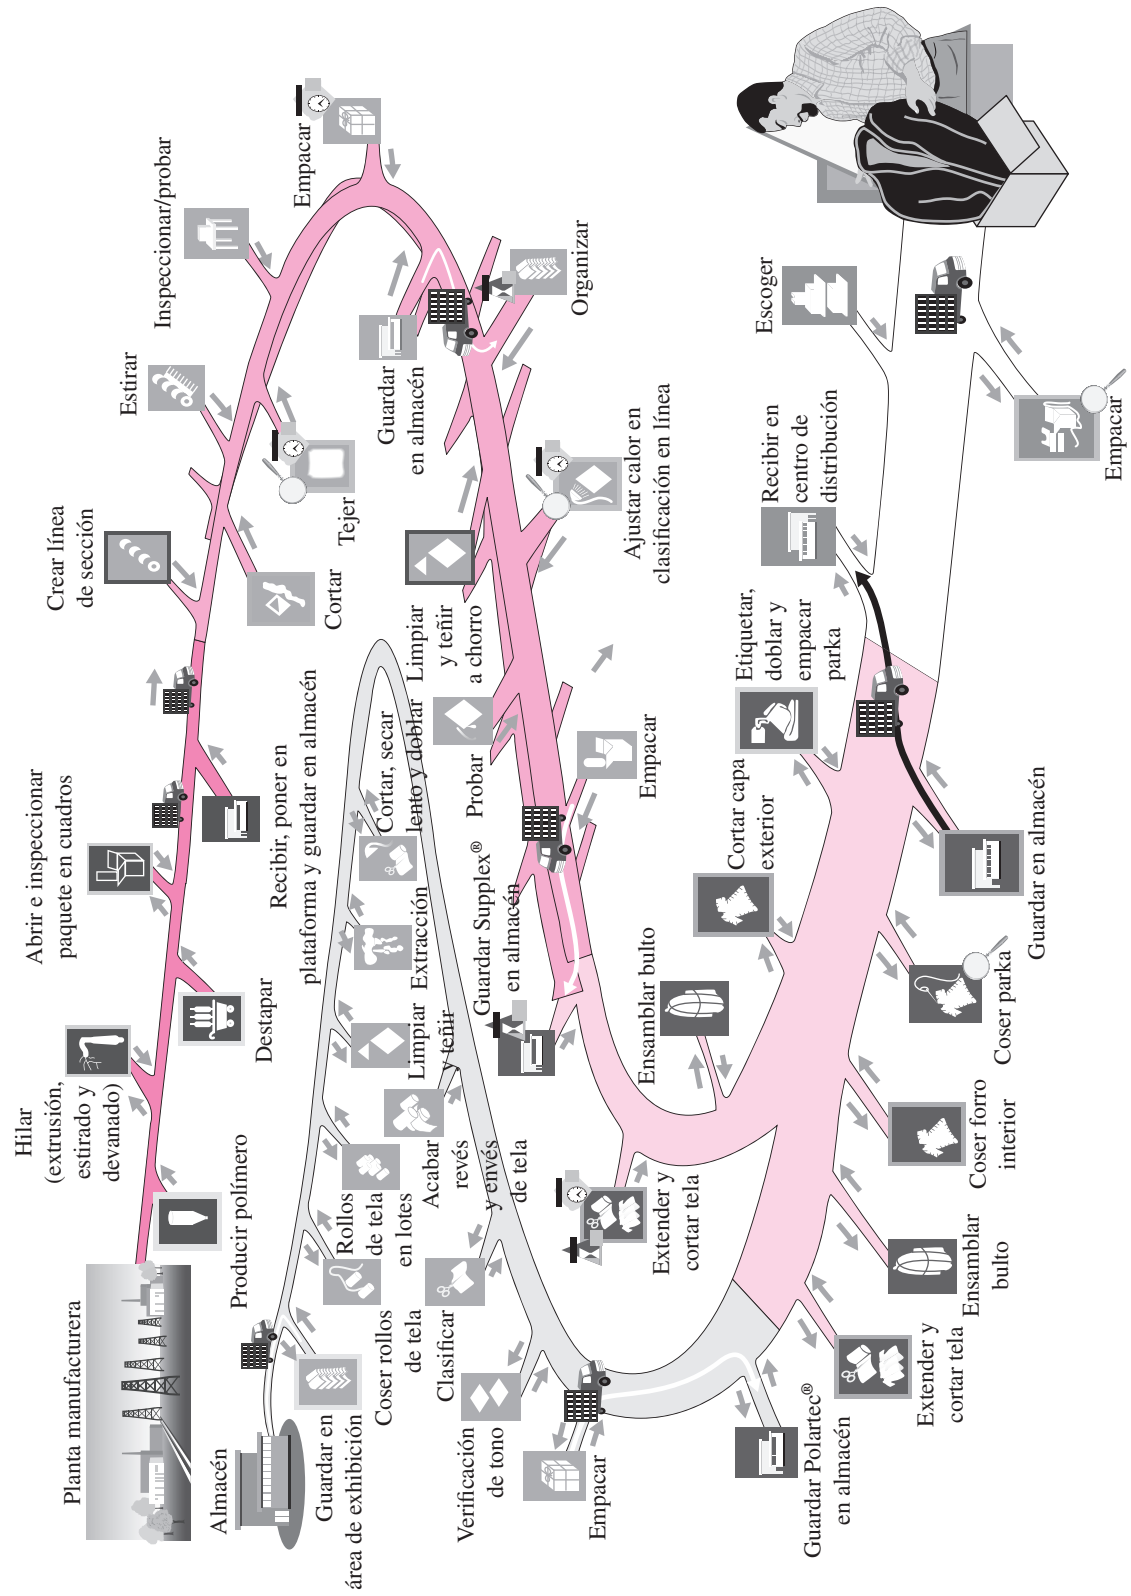 Planta manufacturera
Producir polímero
Hilar
(extrusión,
estirado y
devanado)
Destapar
Abrir e inspeccionar
paquete en cuadros
Recibir, poner en
plataforma y guardar en almacén
Crear línea
de sección
Cortar
Estirar
Tejer
Inspeccionar/probar
Empacar
Guardar
en almacén
Organizar
Ajustar calor en
clasificación en línea
Limpiar
y teñir
a chorro
Probar
Empacar
Guardar Supplex®
en almacén
Almacén
Guardar en
área de exhibición
Coser rollos
de tela
Rollos
de tela
en lotes
Limpiar
y teñir
Extracción
Cortar, secar
lento y doblar
Acabar
revés
y envés
de tela
Clasificar
Verificación
de tono
Empacar
Guardar Polartec®
en almacén
Extender y
cortar tela
Ensamblar bulto
Cortar capa
exterior
Etiquetar,
doblar y
empacar
parka
Extender y
cortar tela
Ensamblar
bulto
Coser forro
interior
Coser parka
Guardar en almacén
Recibir en
centro de
distribución
Escoger
Empacar